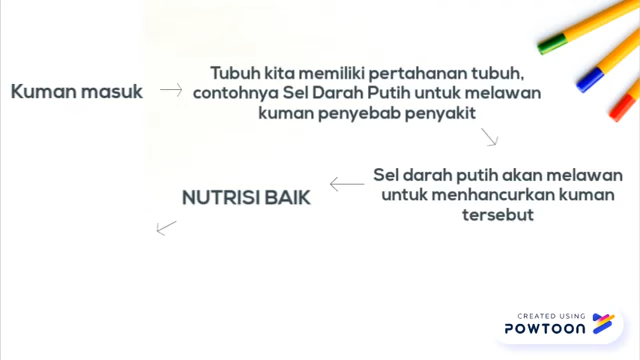 Kuman masuk
Tubuh kita memiliki pertahanan tubuh,
contohnya Sel Darah Putih untuk melawan
kuman penyebab penyakit
Sel darah putih akan melawan
untuk menhancurkan kuman
tersebut
NUTRISI BAIK
CREATED USING
POWTOON